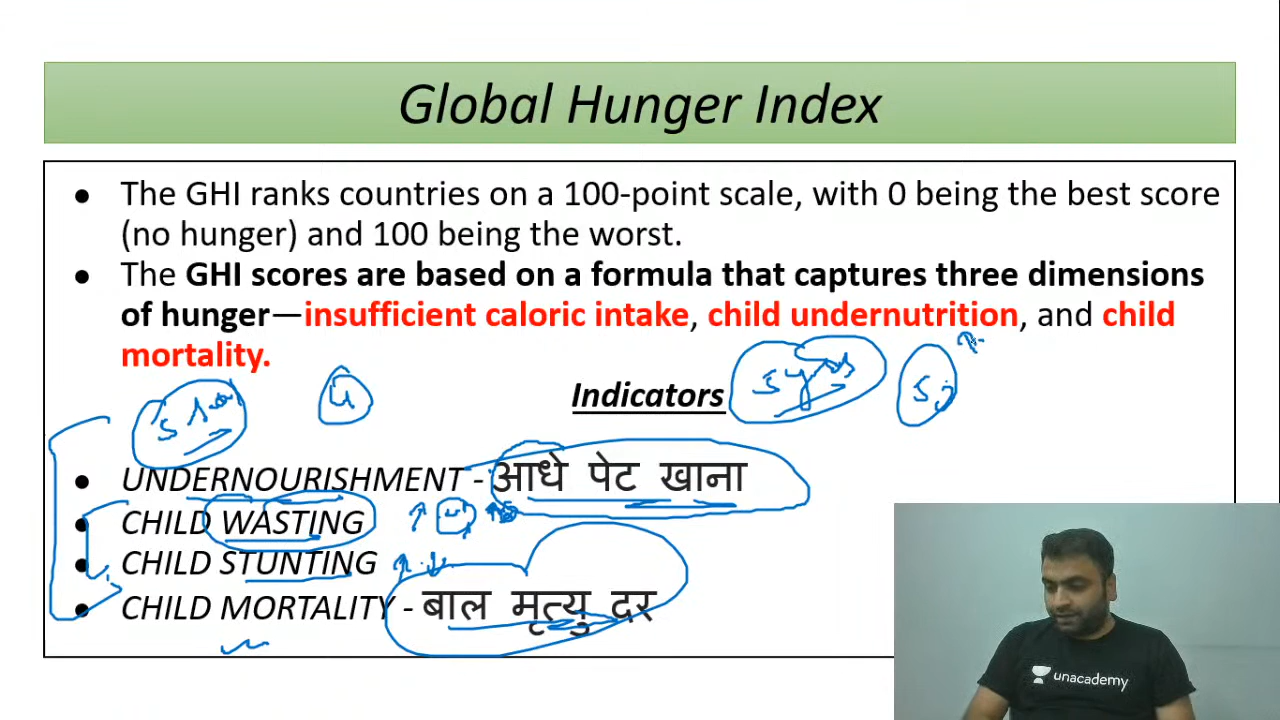 Global Hunger Index
● The GHI ranks countries on a 100-point scale, with 0 being the best score
(no hunger) and 100 being the worst.
● The GHI scores are based on a formula that captures three dimensions
of hunger—insufficient caloric intake, child undernutrition, and child
mortality.
Indicators
● UNDERNOURISHMENT - आधे पेट खाना
● CHILD WASTING
● CHILD STUNTING
● CHILD MORTALITY - बाल मृत्यु दर
unacademy